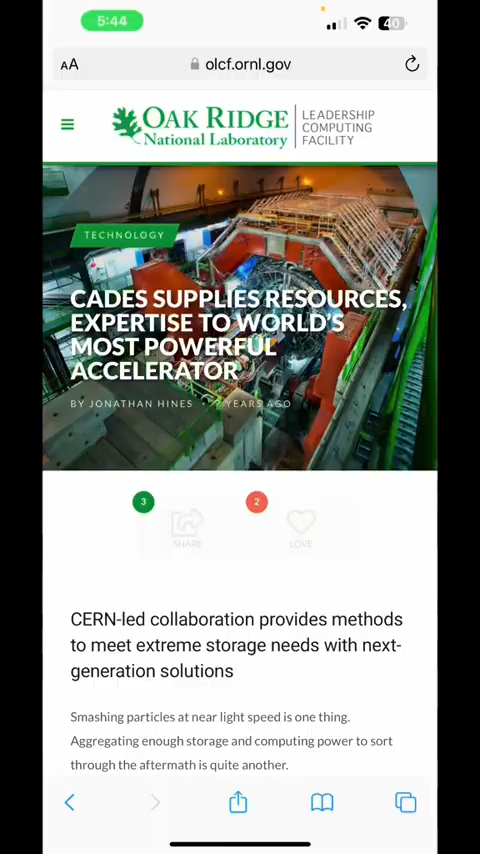 5:44
40
AA
olcf.ornl.gov
OAK RIDGE
National Laboratory
LEADERSHIP
COMPUTING
FACILITY
TECHNOLOGY
CADES SUPPLIES RESOURCES,
EXPERTISE TO WORLD'S
MOST POWERFUL
ACCELERATOR
BY JONATHAN HINES • YEARS AGO
3
SHARE
2
LOVE
CERN-led collaboration provides methods
to meet extreme storage needs with next-
generation solutions
Smashing particles at near light speed is one thing.
Aggregating enough storage and computing power to sort
through the aftermath is quite another.